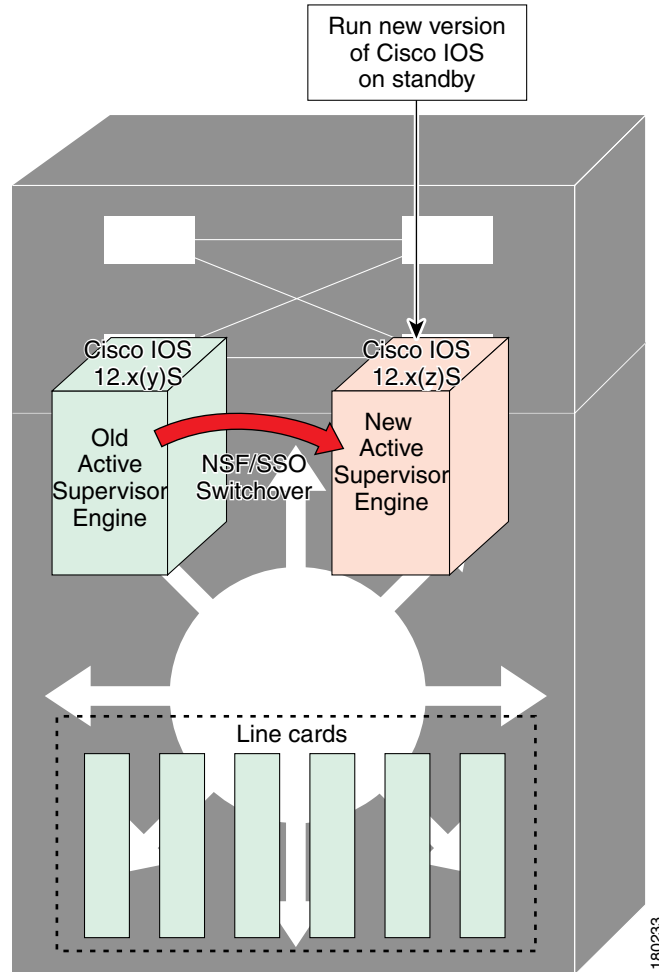 Run new version
of Cisco IOS
on standby
Cisco IOS
12.x(y)S
Cisco IOS
12.x(z)S
Old
Active
Supervisor
Engine
NSF/SSO
Switchover
New
Active
Supervisor
Engine
Line cards
180233